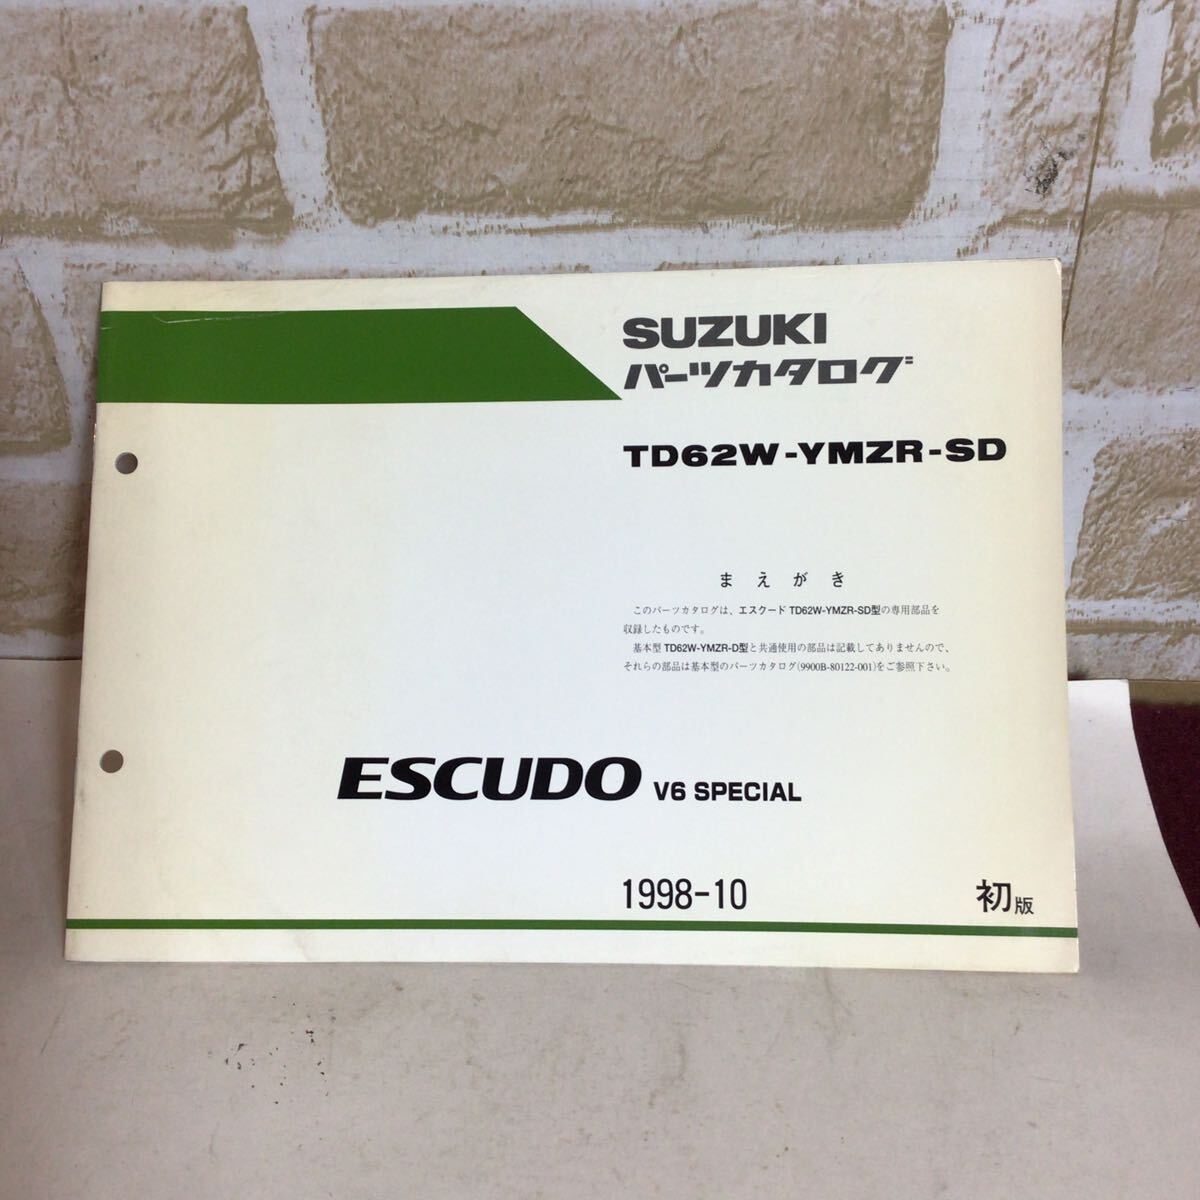 SUZUKI
パーツカタログ
TD62W-YMZR-SD
まえがき
このパーツカタログは、エスクード TD62W-YMZR-SD型の専用部品を
収録したものです。
基本型 TD62W-YMZR-D型と共通使用の部品は記載してありませんので、
それらの部品は基本型のパーツカタログ(9900B-80122-001)をご参照下さい。
ESCUDO V6 SPECIAL
1998-10 初版